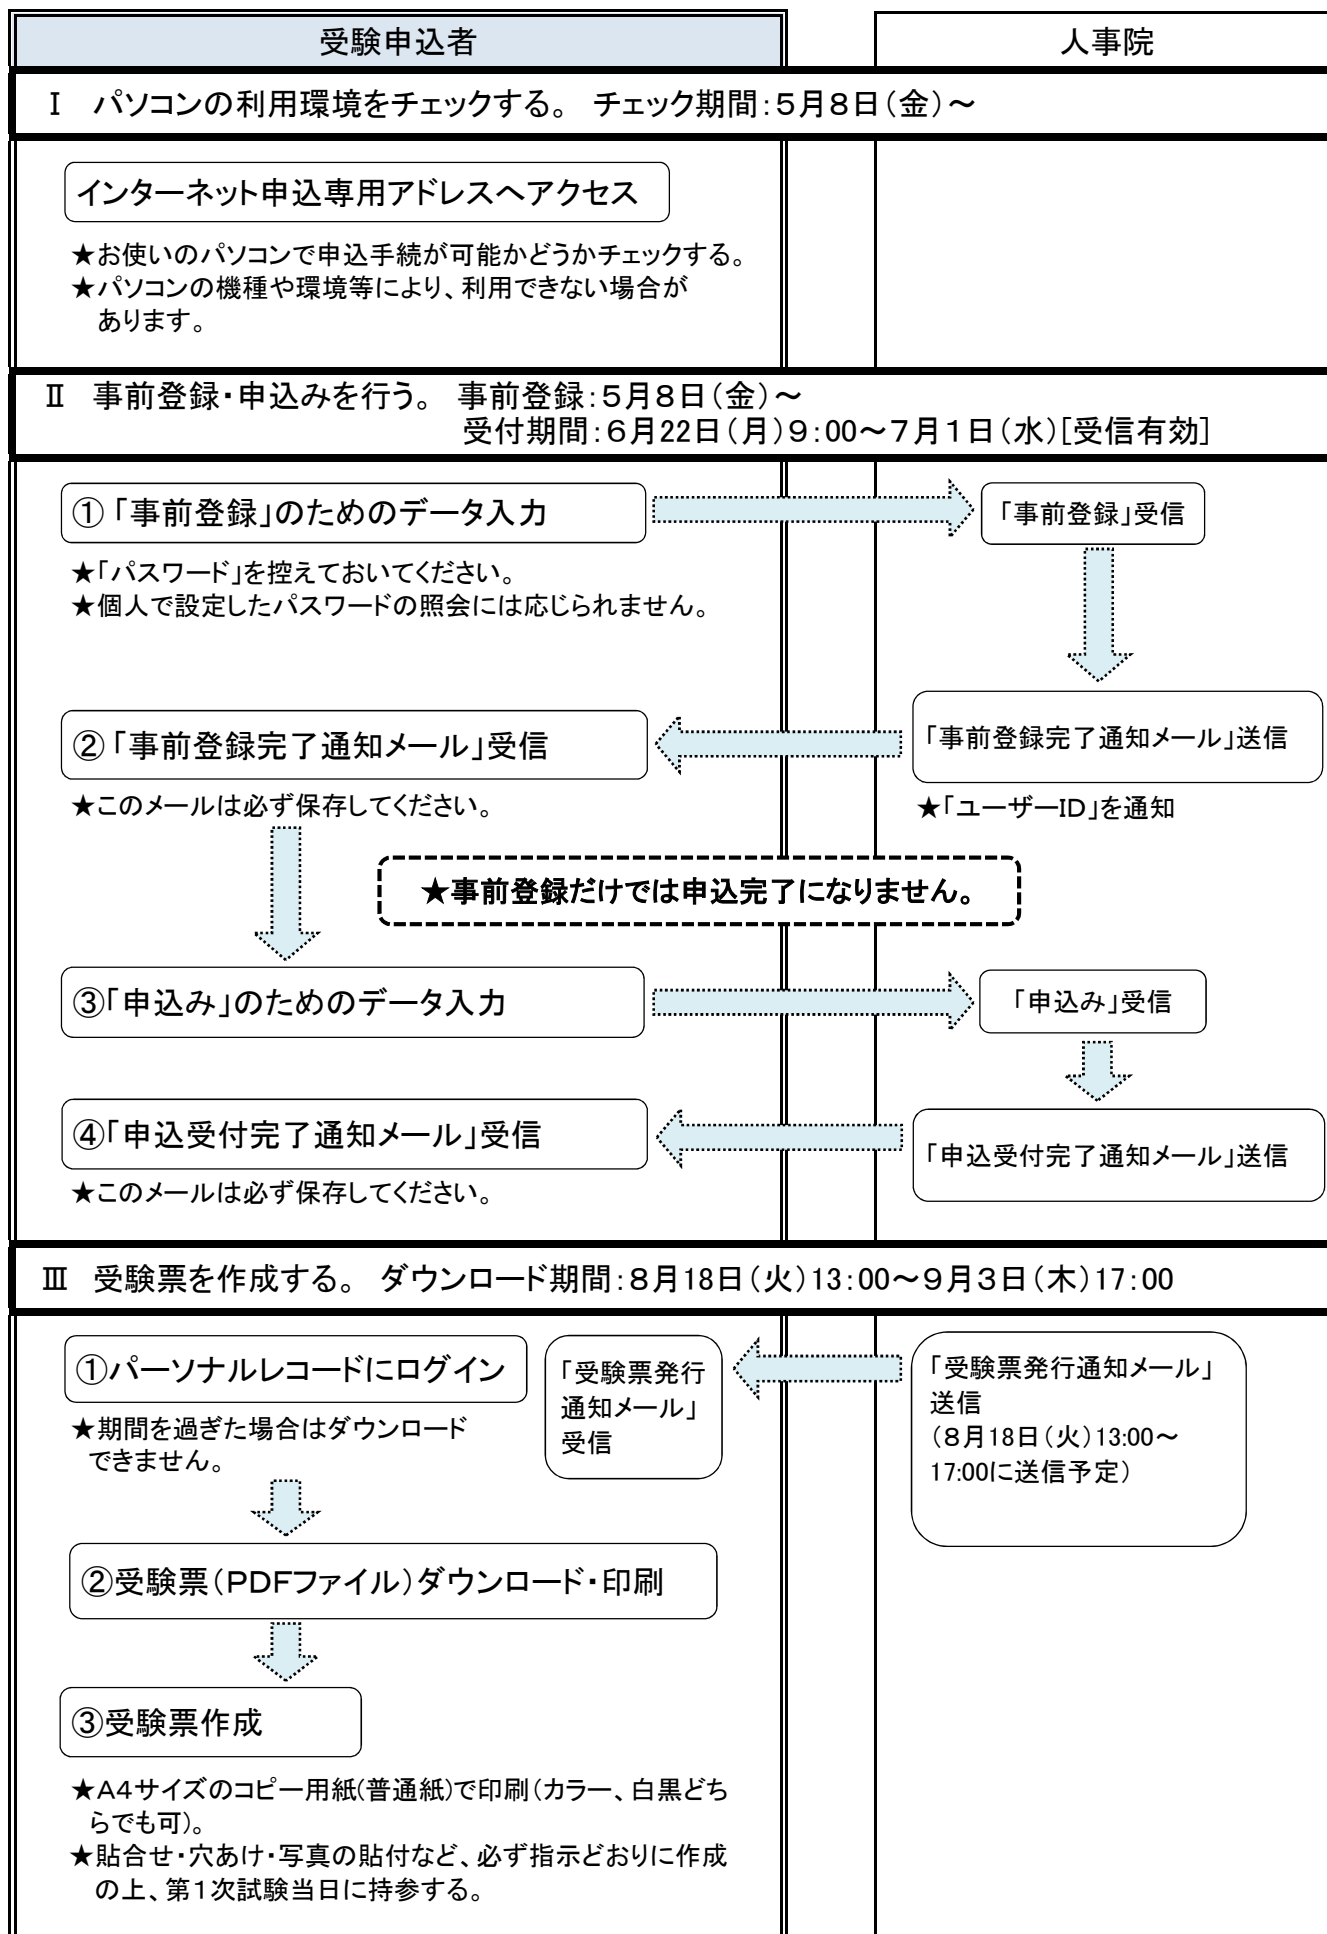 受験申込者
人事院
Ⅰ パソコンの利用環境をチェックする。 チェック期間:5月8日(金)~
インターネット申込専用アドレスへアクセス
★お使いのパソコンで申込手続が可能かどうかチェックする。
★パソコンの機種や環境等により、利用できない場合が
あります。
Ⅱ 事前登録・申込みを行う。 事前登録:5月8日(金)~
受付期間:6月22日(月)9:00~7月1日(水)[受信有効]
①「事前登録」のためのデータ入力
「事前登録」受信
★「パスワード」を控えておいてください。
★個人で設定したパスワードの照会には応じられません。
②「事前登録完了通知メール」受信
「事前登録完了通知メール」送信
★このメールは必ず保存してください。
★「ユーザーID」を通知
★事前登録だけでは申込完了になりません。
③「申込み」のためのデータ入力
「申込み」受信
④「申込受付完了通知メール」受信
「申込受付完了通知メール」送信
★このメールは必ず保存してください。
Ⅲ 受験票を作成する。 ダウンロード期間:8月18日(火)13:00~9月3日(木)17:00
①パーソナルレコードにログイン
★期間を過ぎた場合はダウンロード
できません。
「受験票発行
通知メール」
受信
「受験票発行通知メール」
送信
(8月18日(火)13:00~
17:00に送信予定)
②受験票(PDFファイル)ダウンロード・印刷
③受験票作成
★A4サイズのコピー用紙(普通紙)で印刷(カラー、白黒どち
らでも可)。
★貼合せ・穴あけ・写真の貼付など、必ず指示どおりに作成
の上、第1次試験当日に持参する。